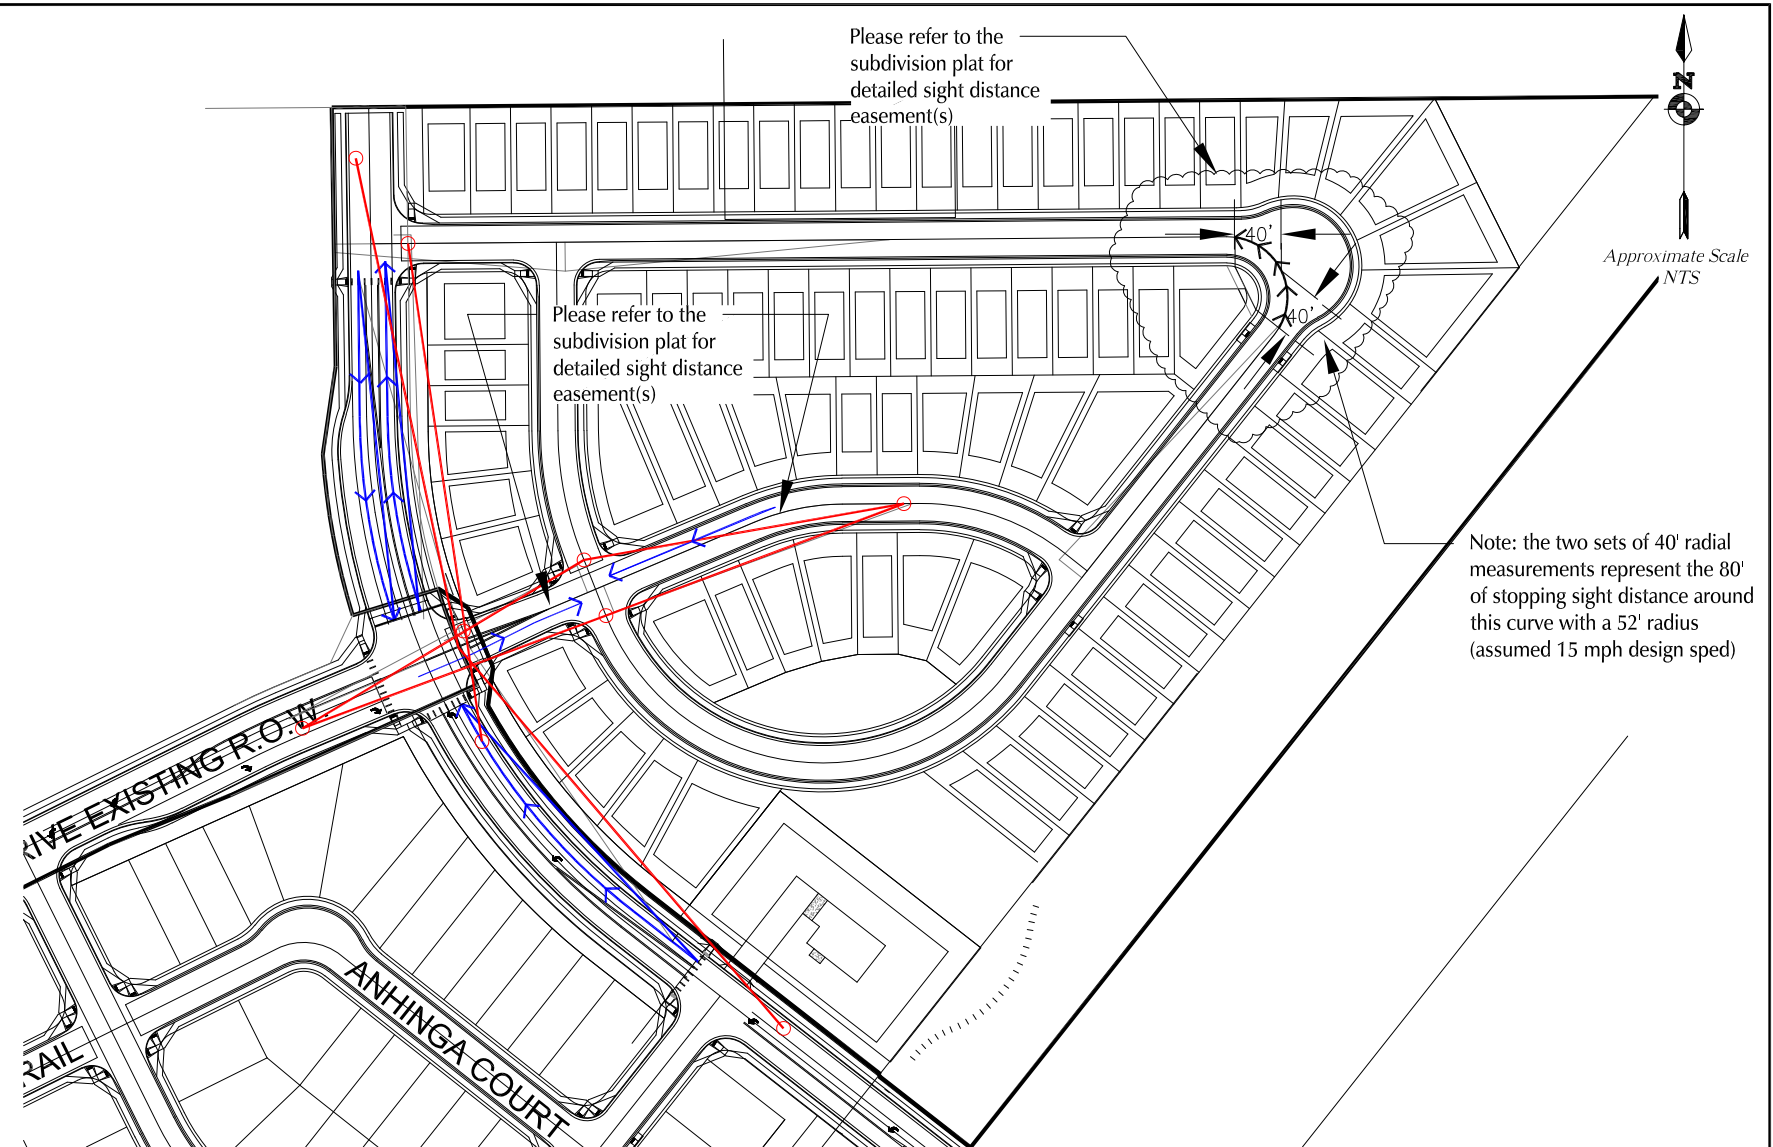 Please refer to the
subdivision plat for
detailed sight distance
easement(s)
N
Approximate Scale
NTS
40'
40'
Please refer to the
subdivision plat for
detailed sight distance
easement(s)
Note: the two sets of 40' radial
measurements represent the 80'
of stopping sight distance around
this curve with a 52' radius
(assumed 15 mph design sped)
RIVE EXISTING R.O.W.
ANHINGA COURT
RAIL